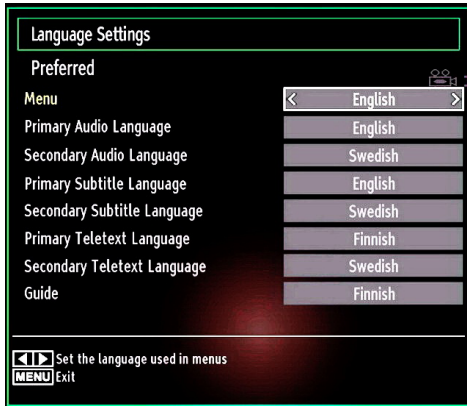 Language Settings
Preferred
Menu English
Primary Audio Language English
Secondary Audio Language Swedish
Primary Subtitle Language English
Secondary Subtitle Language Swedish
Primary Teletext Language Finnish
Secondary Teletext Language Swedish
Guide Finnish
Set the language used in menus
MENU Exit